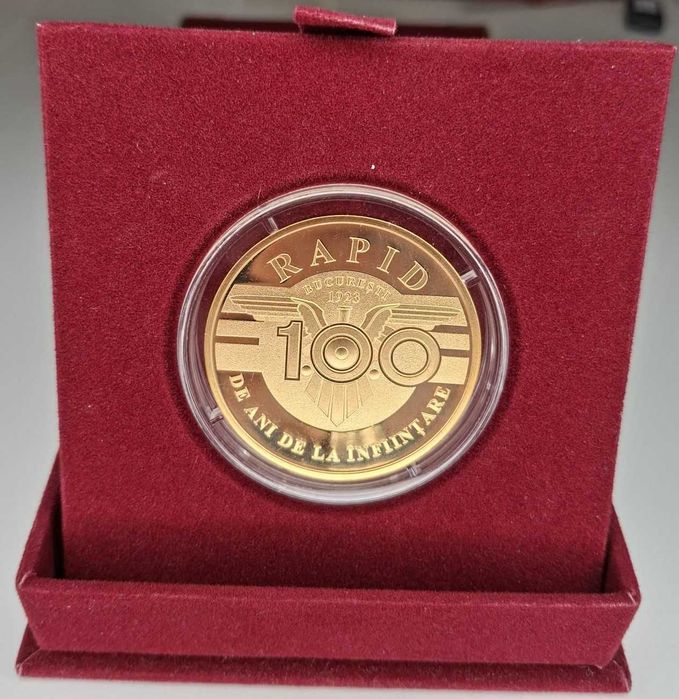 RAPID
BUCUREȘTI
1923
100
DE ANI DE LA ÎNFIINȚARE